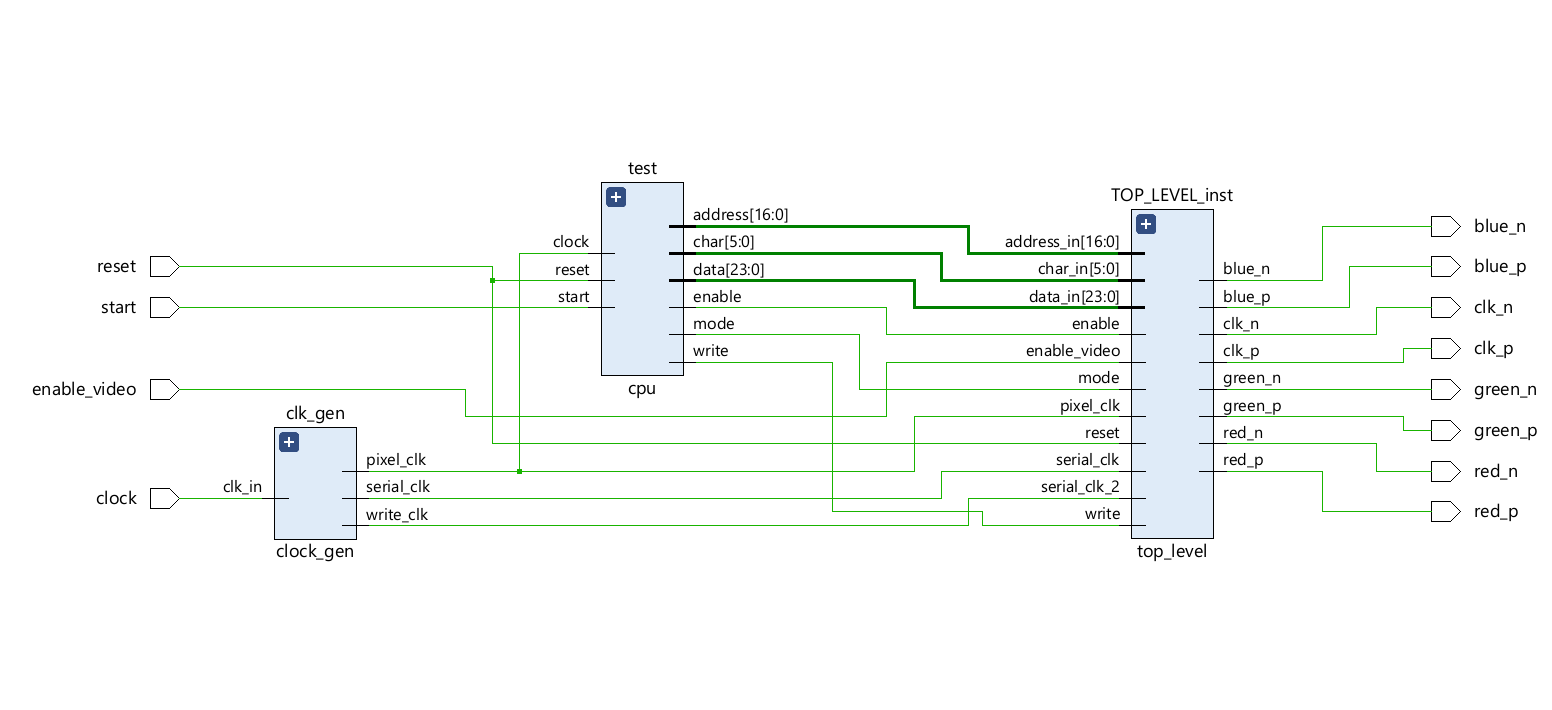 reset
start
enable_video
clock
clk_gen
clk_in
pixel_clk
serial_clk
write_clk
clock_gen
test
clock
reset
start
address[16:0]
char[5:0]
data[23:0]
enable
mode
write
cpu
TOP_LEVEL_inst
address_in[16:0]
char_in[5:0]
data_in[23:0]
enable
enable_video
mode
pixel_clk
reset
serial_clk
serial_clk_2
write
blue_n
blue_p
clk_n
clk_p
green_n
green_p
red_n
red_p
top_level
blue_n
blue_p
clk_n
clk_p
green_n
green_p
red_n
red_p